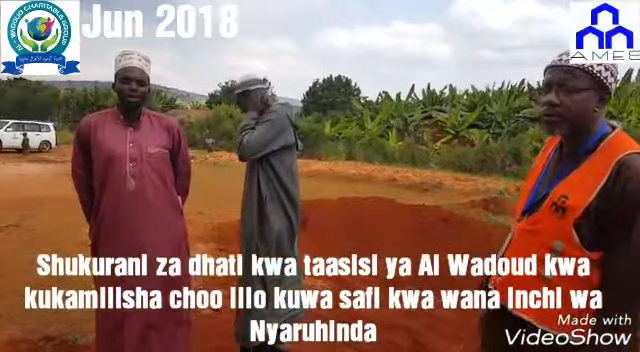 Jun 2018
AMEE
Shukurani za dhati kwa taasisi ya Al Wadoud kwa
kukamilisha choo lilo kuwa safi kwa wana inchi wa
Nyaruhinda
Made with
VideoShow